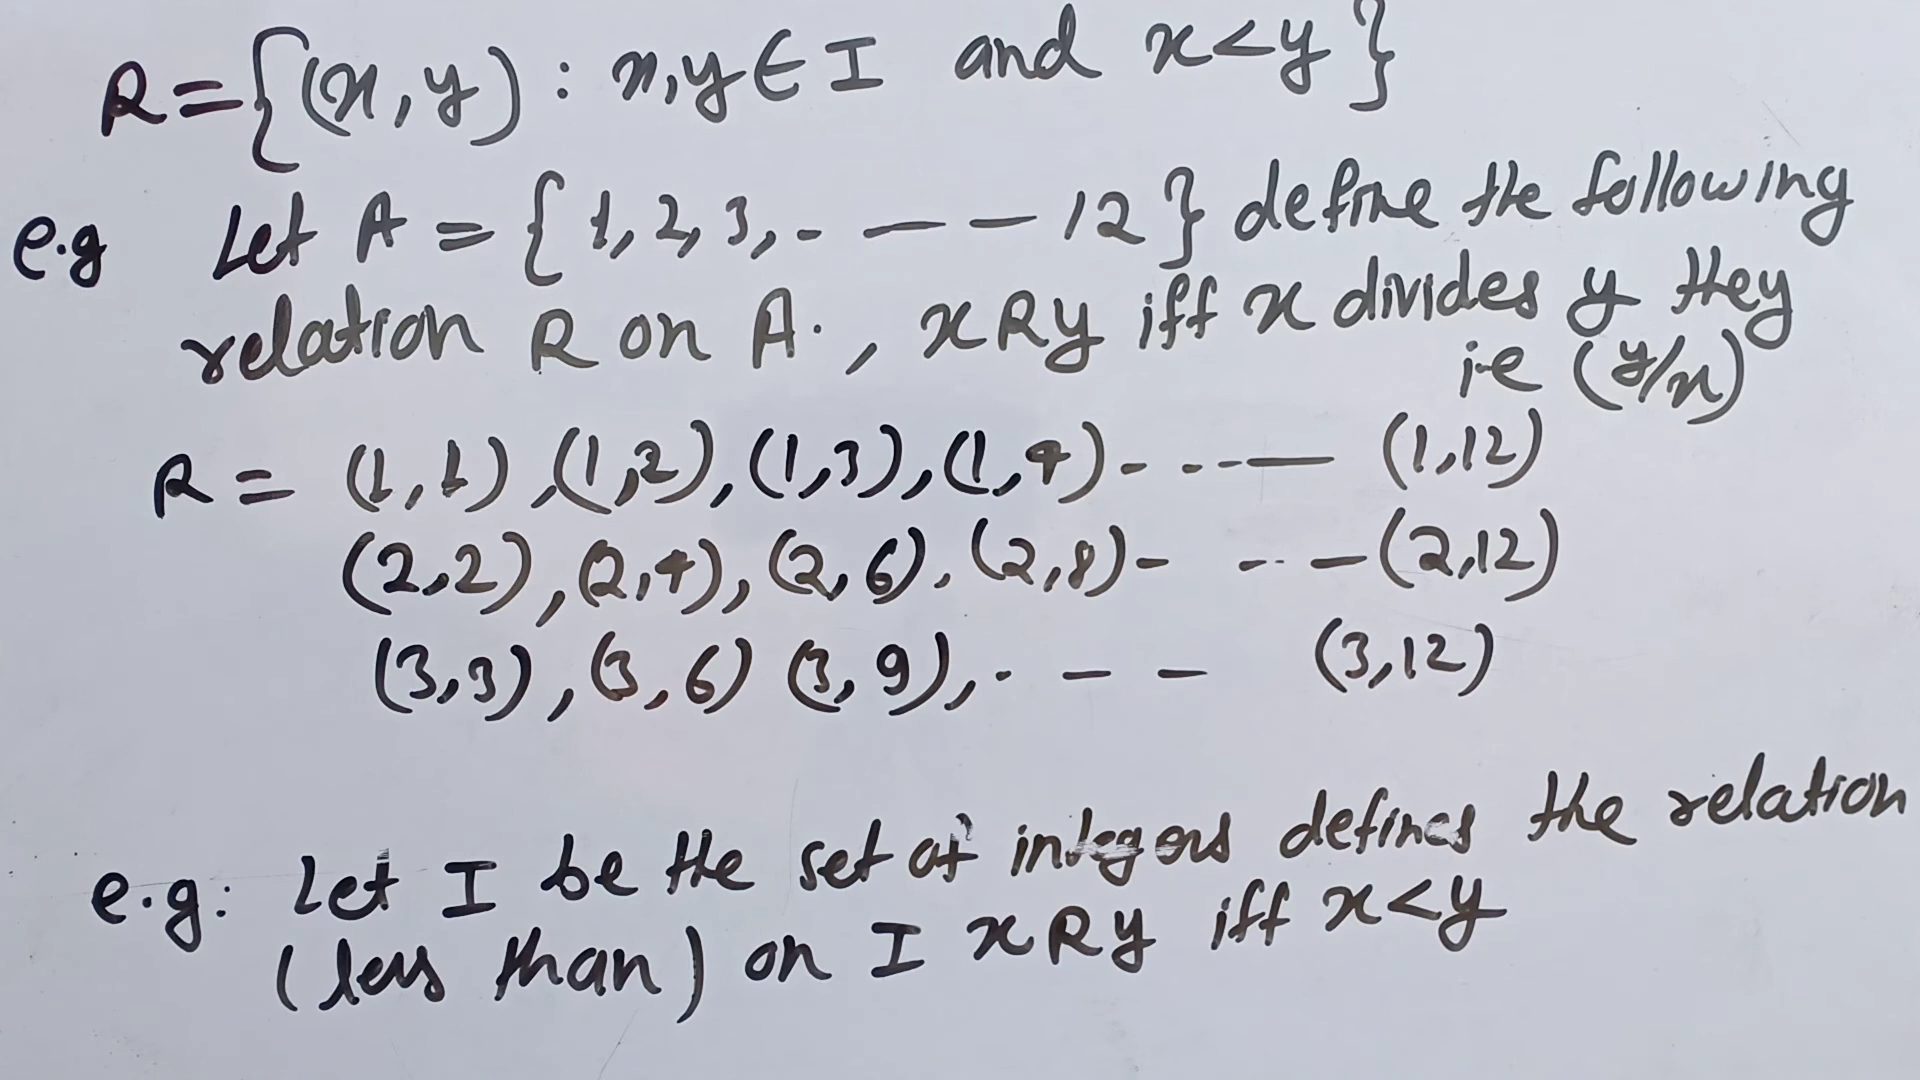 R={(x,y) : x,y∈I and x<y}
e.g Let A = {1,2,3,. - - - 12} define the following
relation R on A. , xRy iff x divides y they
i.e (y/x)
R = (1,1),(1,2),(1,3),(1,4)- - - - — (1,12)
(2,2),(2,4),(2,6),(2,8)- - - -(2,12)
(3,3),(3,6) (3,9),. - - (3,12)
e.g: Let I be the set of integers defines the relation
(less than) on I xRy iff x<y